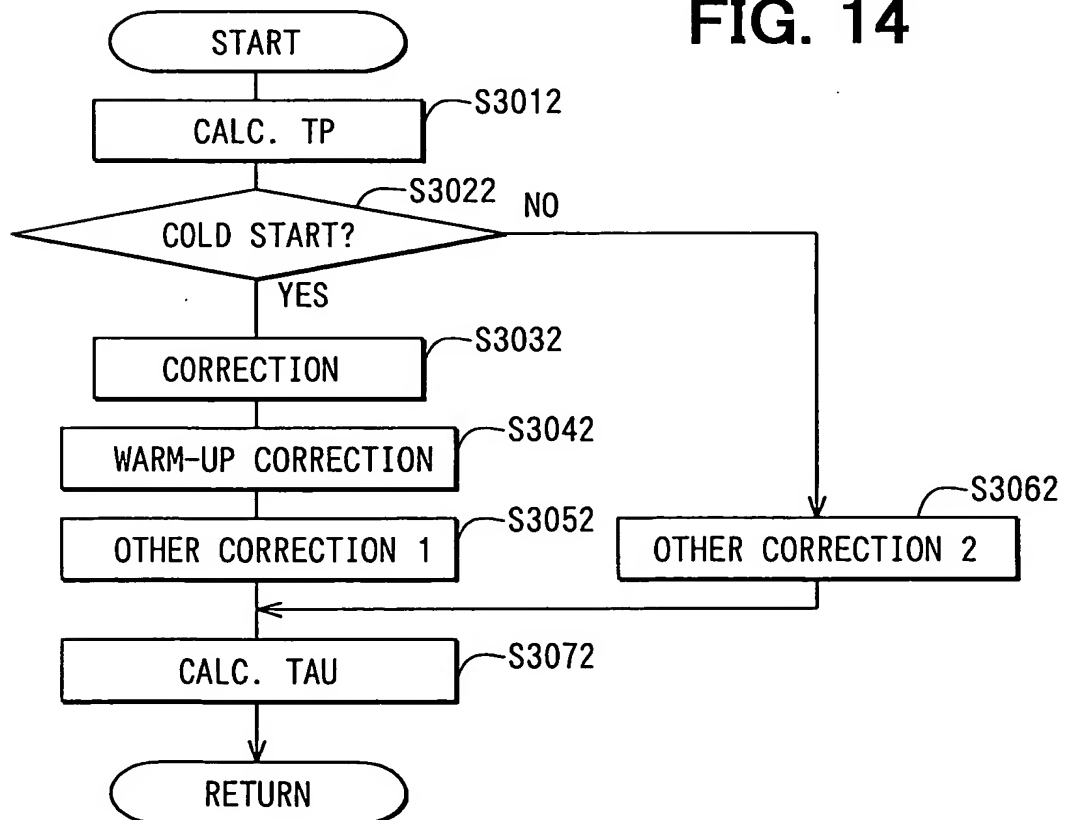 FIG. 14
START
S3012
CALC. TP
S3022
COLD START?
NO
YES
S3032
CORRECTION
S3042
WARM-UP CORRECTION
S3052
OTHER CORRECTION 1
S3062
OTHER CORRECTION 2
S3072
CALC. TAU
RETURN